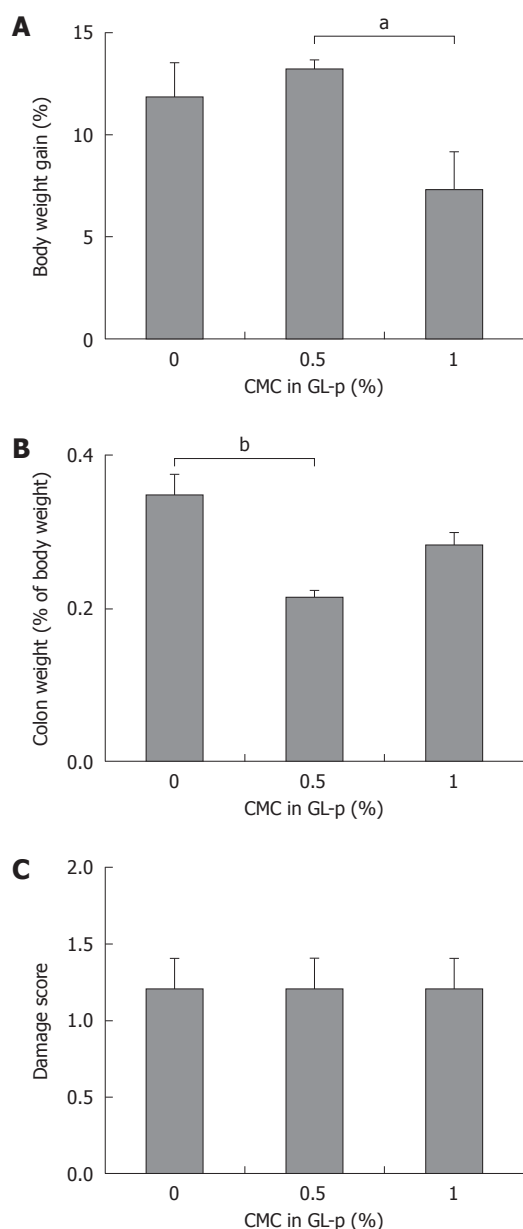 A
Body weight gain (%)
15
10
5
0
a
0 0.5 1
CMC in GL-p (%)
B
Colon weight (% of body weight)
0.4
0.2
0.0
b
0 0.5 1
CMC in GL-p (%)
C
Damage score
2.0
1.5
1.0
0.5
0.0
0 0.5 1
CMC in GL-p (%)